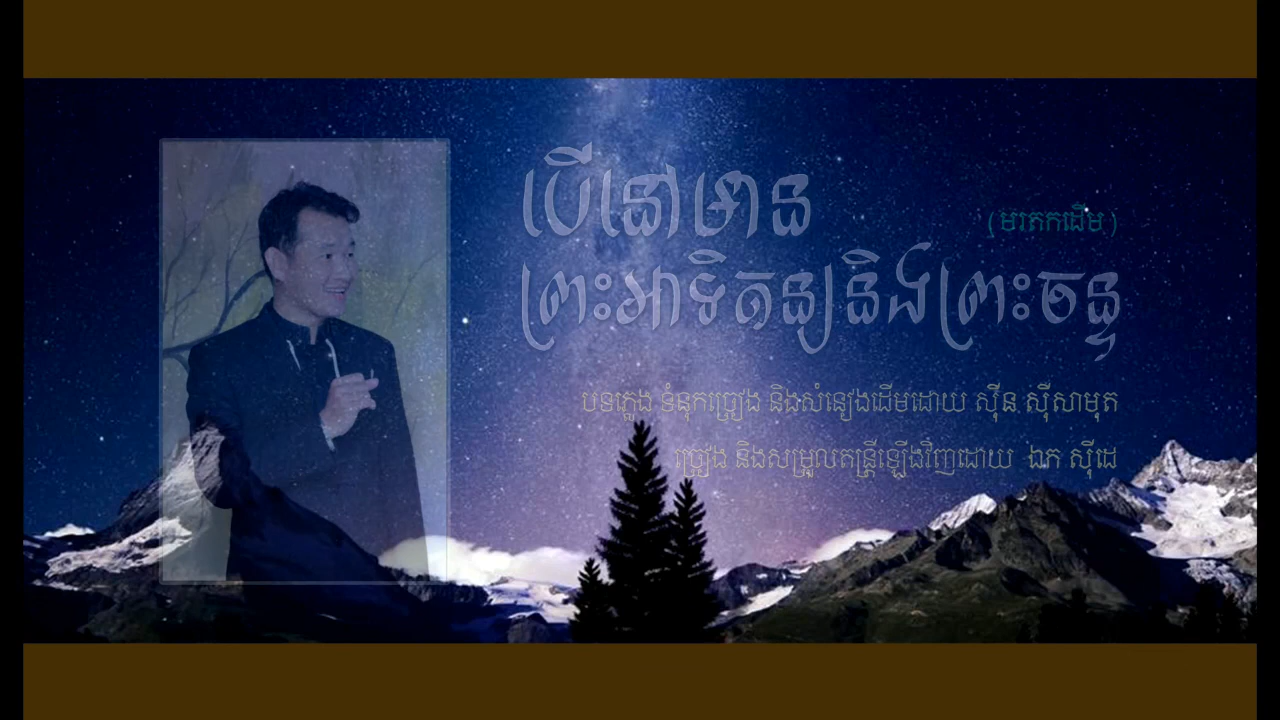 បើនៅមាន
(មរតកដើម)
ព្រះអាទិតន្យនិងព្រះចន្ទ
បទភ្លេង ទំនុកច្រៀង និងសំនៀងដើមដោយ ស៊ីន ស៊ីសាមុត
ច្រៀង និងសម្រួលតន្ត្រីឡើងវិញដោយ ឯក ស៊ីដេ